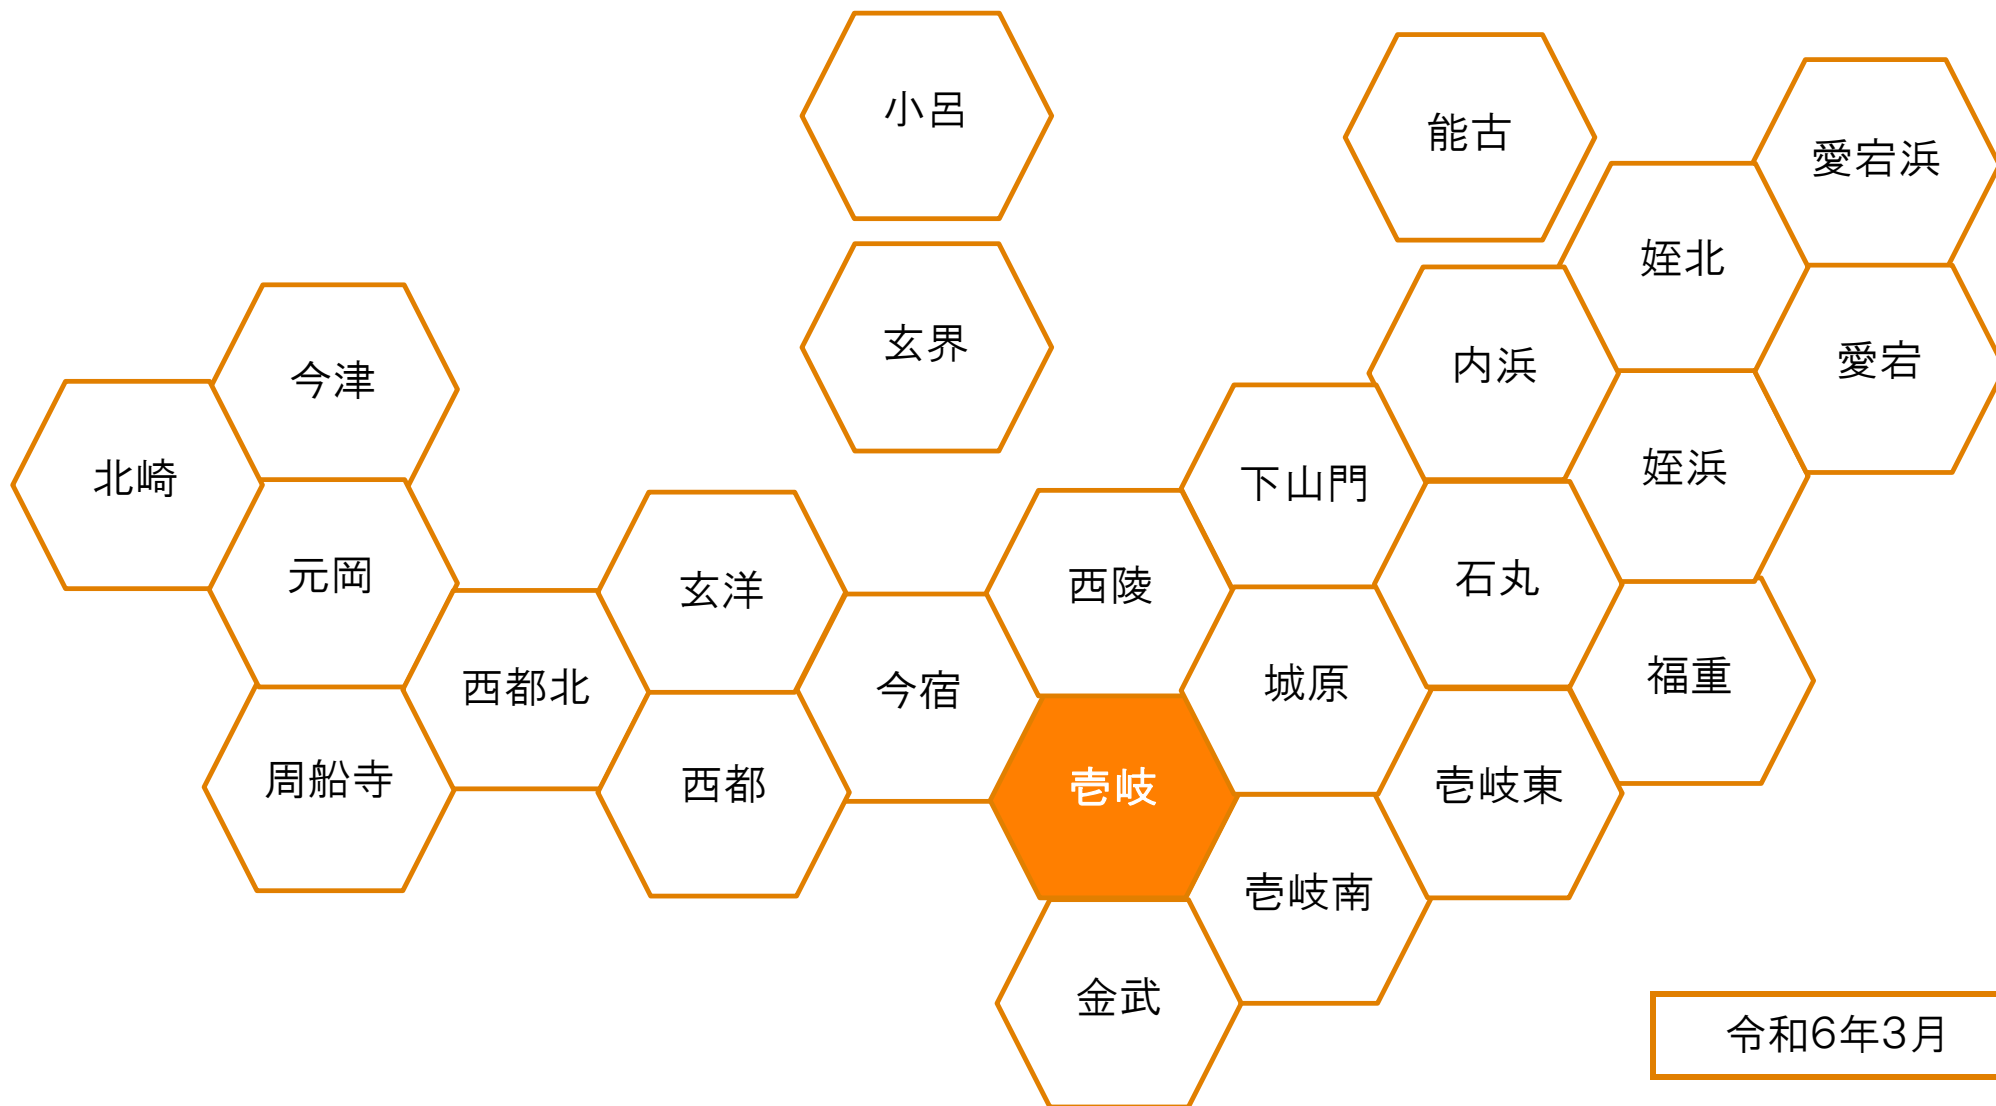 小呂
能古
愛宕浜
姪北
玄界
愛宕
内浜
今津
姪浜
北崎
下山門
元岡
石丸
西陵
玄洋
福重
城原
西都北
今宿
周船寺
西都
壱岐
壱岐東
壱岐南
金武
令和6年3月